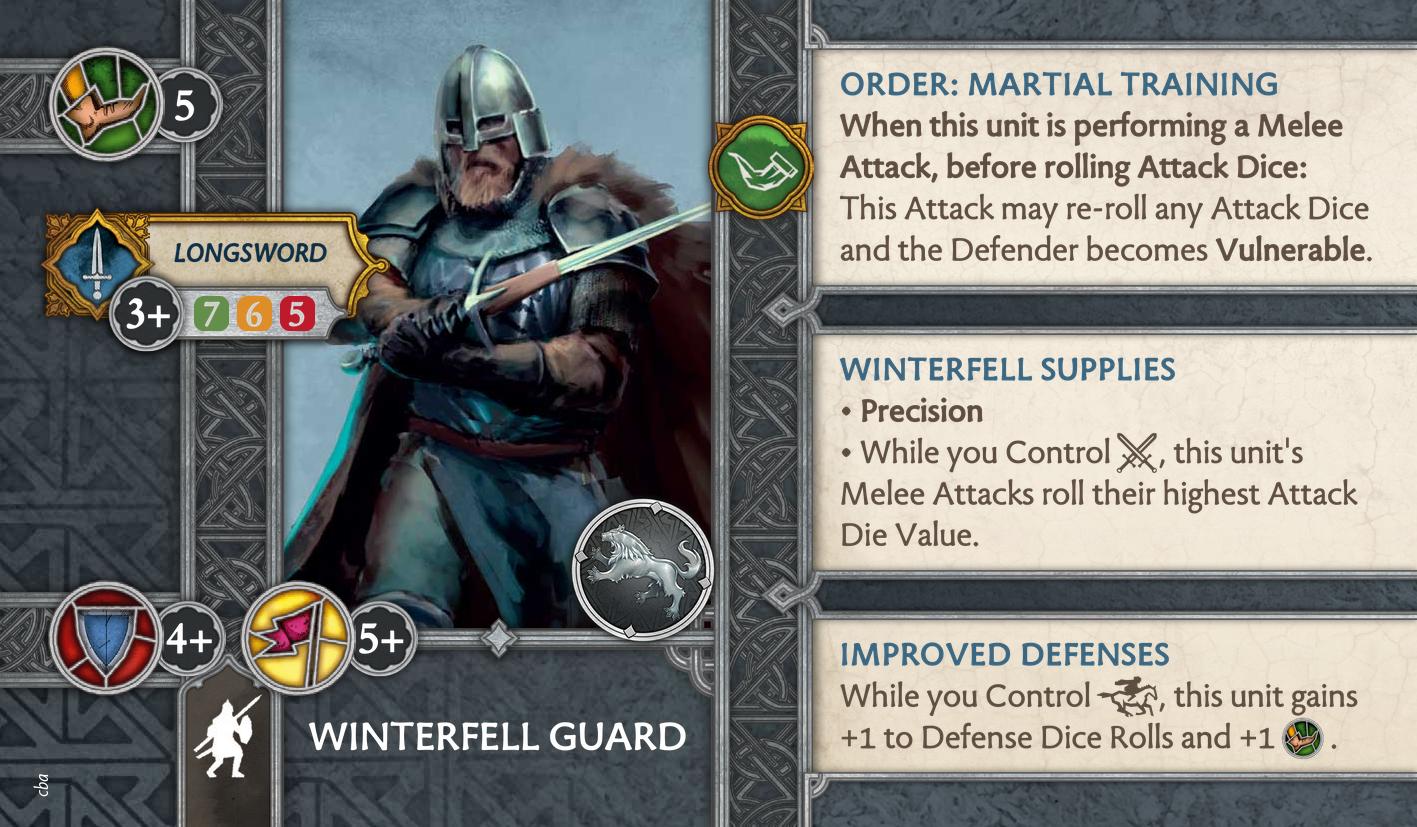 5
LONGSWORD
3+ 7 6 5
4+ 5+
WINTERFELL GUARD
cba
ORDER: MARTIAL TRAINING
When this unit is performing a Melee
Attack, before rolling Attack Dice:
This Attack may re-roll any Attack Dice
and the Defender becomes Vulnerable.
WINTERFELL SUPPLIES
• Precision
• While you Control , this unit's
Melee Attacks roll their highest Attack
Die Value.
IMPROVED DEFENSES
While you Control , this unit gains
+1 to Defense Dice Rolls and +1 .